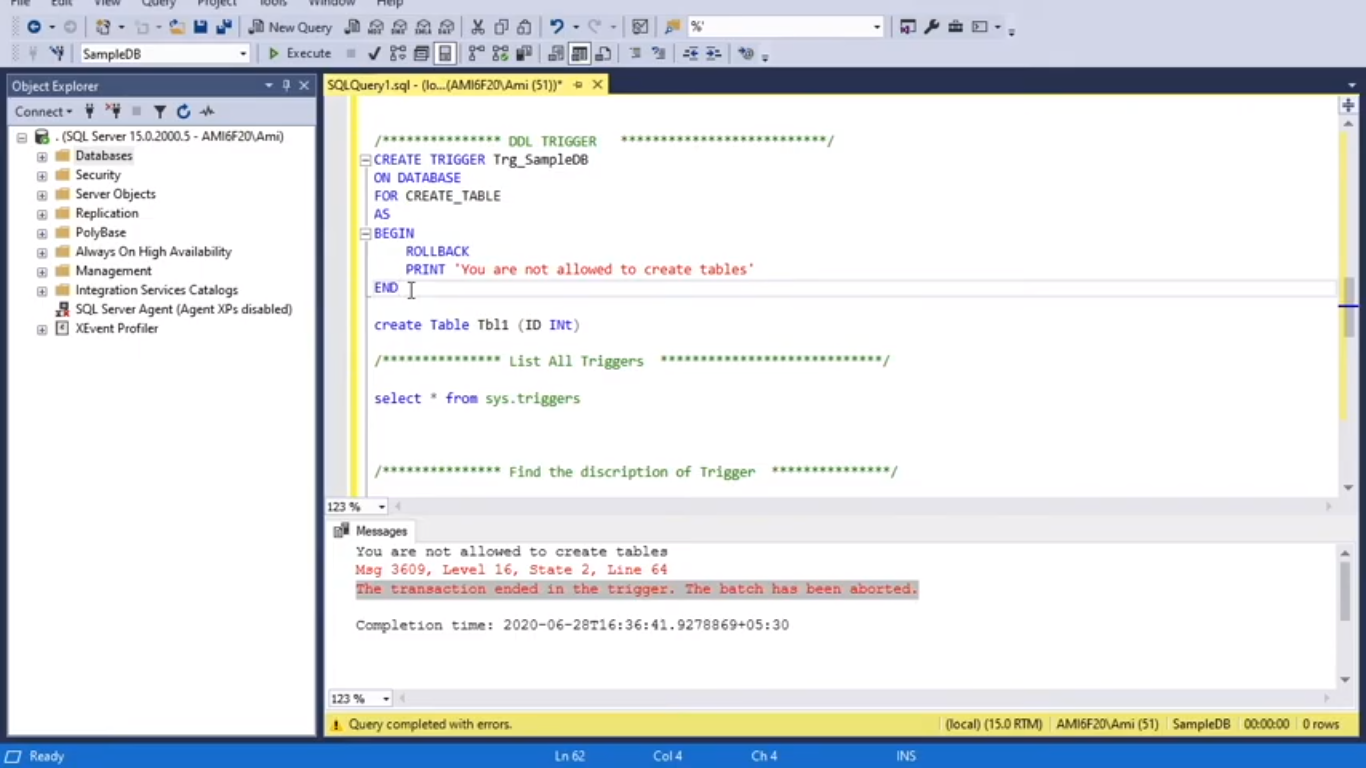 File Edit View Query Project Tools Window Help
New Query %'
SampleDB Execute
Object Explorer
SQLQuery1.sql - (lo...(AMI6F20\Ami (51))*
Connect
. (SQL Server 15.0.2000.5 - AMI6F20\Ami)
Databases
Security
Server Objects
Replication
PolyBase
Always On High Availability
Management
Integration Services Catalogs
SQL Server Agent (Agent XPs disabled)
XEvent Profiler
/*************** DDL TRIGGER **************************/
CREATE TRIGGER Trg_SampleDB
ON DATABASE
FOR CREATE_TABLE
AS
BEGIN
ROLLBACK
PRINT 'You are not allowed to create tables'
END
create Table Tbl1 (ID INt)
/*************** List All Triggers ****************************/
select * from sys.triggers
/*************** Find the discription of Trigger ***************/
123 %
Messages
You are not allowed to create tables
Msg 3609, Level 16, State 2, Line 64
The transaction ended in the trigger. The batch has been aborted.
Completion time: 2020-06-28T16:36:41.9278869+05:30
123 %
Query completed with errors. (local) (15.0 RTM) AMI6F20\Ami (51) SampleDB 00:00:00 0 rows
Ready Ln 62 Col 4 Ch 4 INS